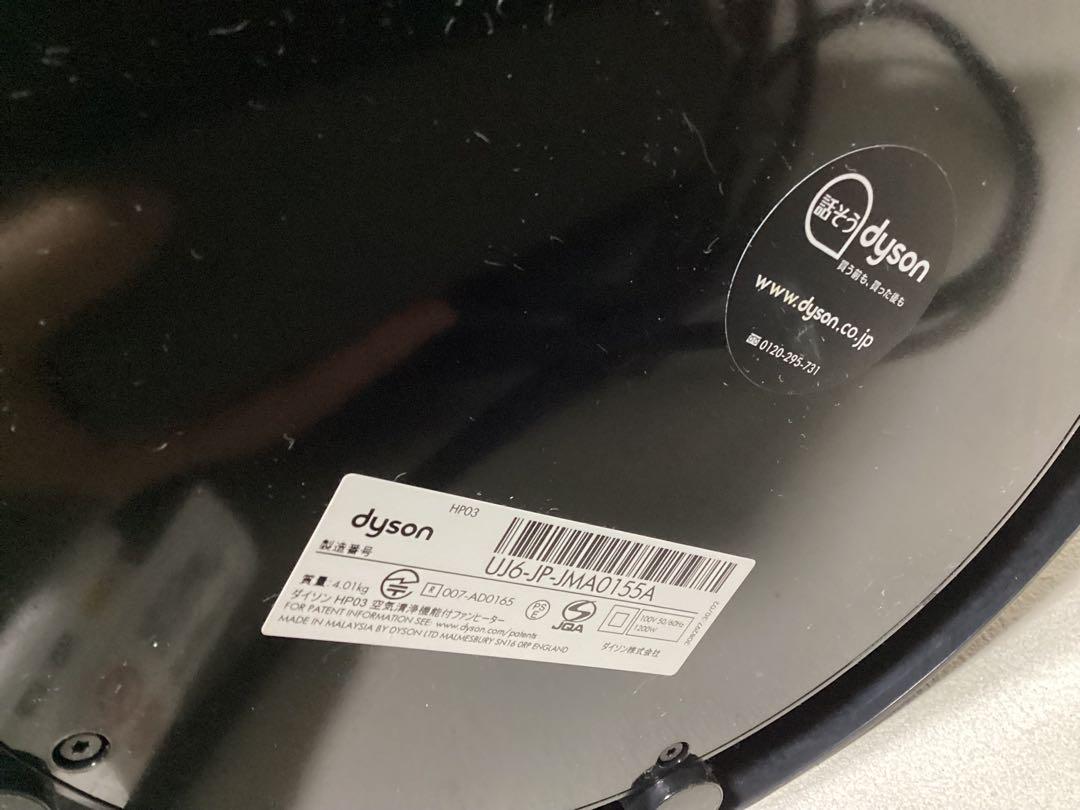 話そう dyson
買う前も、買った後も
www.dyson.co.jp
0120-295-731
dyson HP03
製造番号
UJ6-JP-JMA0155A
質量: 4.01kg R 007-AD0165 PSE JQA 100V 50/60Hz
1200W
ダイソン HP03 空気清浄機能付ファンヒーター
FOR PATENT INFORMATION SEE: www.dyson.com/patents
MADE IN MALAYSIA BY DYSON LTD MALMESBURY SN16 0RP ENGLAND
ダイソン株式会社